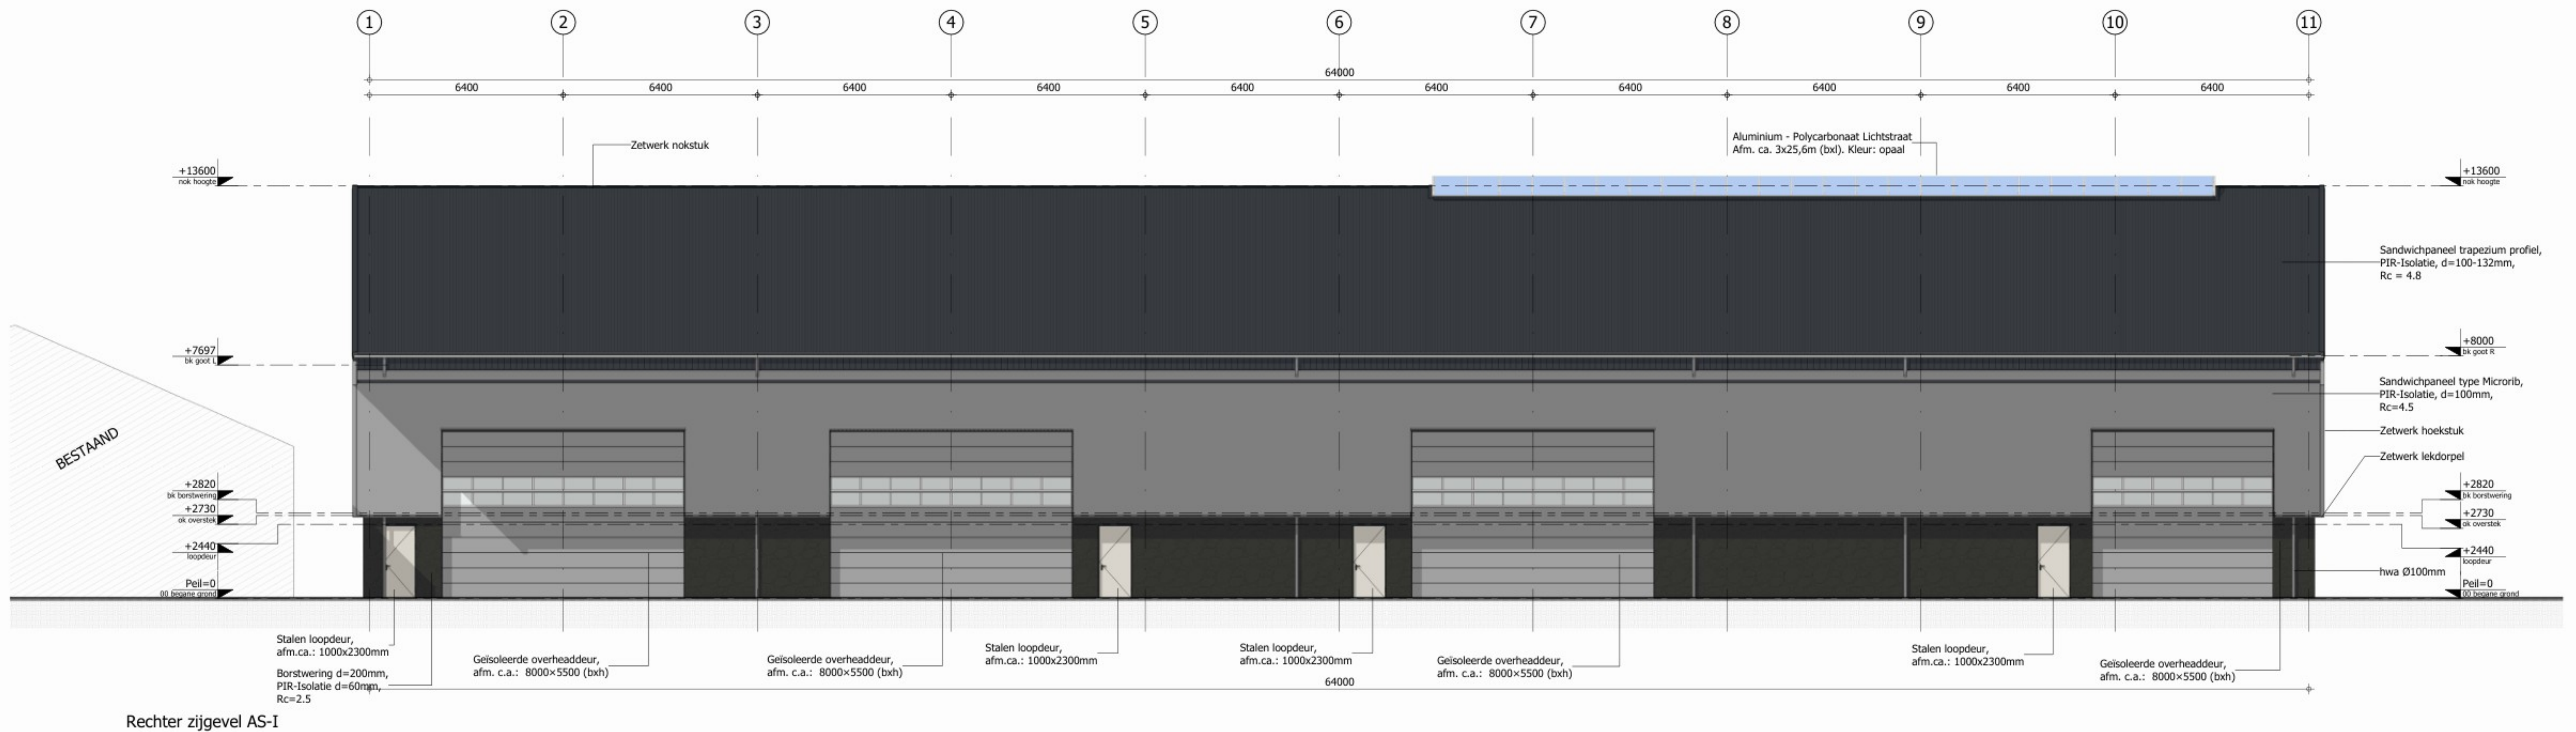 1 2 3 4 5 6 7 8 9 10 11
64000
6400 6400 6400 6400 6400 6400 6400 6400 6400 6400
Zetwerk nokstuk
Aluminium - Polycarbonaat Lichtstraat
Afm. ca. 3x25,6m (bxl). Kleur: opaal
+13600
nok hoogte
+13600
nok hoogte
Sandwichpaneel trapezium profiel,
PIR-Isolatie, d=100-132mm,
Rc = 4.8
+7697
bk goot L
+8000
bk goot R
Sandwichpaneel type Microrib,
PIR-Isolatie, d=100mm,
Rc=4.5
Zetwerk hoekstuk
Zetwerk lekdorpel
BESTAAND
+2820
bk borstwering
+2730
ok overstek
+2440
loopdeur
Peil=0
00 begane grond
+2820
bk borstwering
+2730
ok overstek
+2440
loopdeur
hwa Ø100mm
Peil=0
00 begane grond
Stalen loopdeur,
afm.ca.: 1000x2300mm
Borstwering d=200mm,
PIR-Isolatie d=60mm,
Rc=2.5
Geïsoleerde overheaddeur,
afm. c.a.: 8000×5500 (bxh)
Geïsoleerde overheaddeur,
afm. c.a.: 8000×5500 (bxh)
Stalen loopdeur,
afm.ca.: 1000x2300mm
Stalen loopdeur,
afm.ca.: 1000x2300mm
Geïsoleerde overheaddeur,
afm. c.a.: 8000×5500 (bxh)
Stalen loopdeur,
afm.ca.: 1000x2300mm
Geïsoleerde overheaddeur,
afm. c.a.: 8000×5500 (bxh)
64000
Rechter zijgevel AS-I